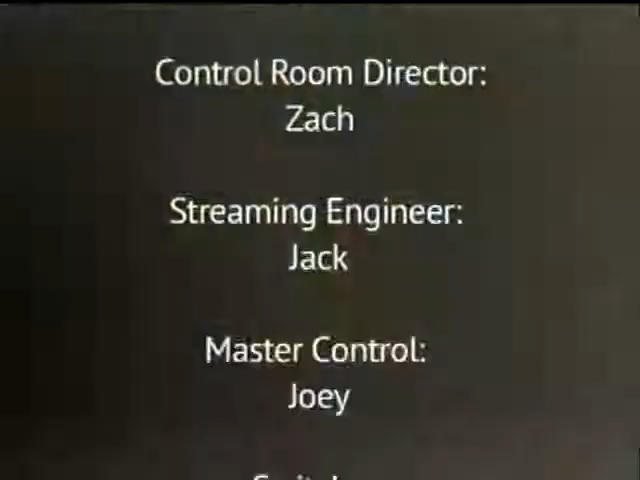 Control Room Director:
Zach
Streaming Engineer:
Jack
Master Control:
Joey